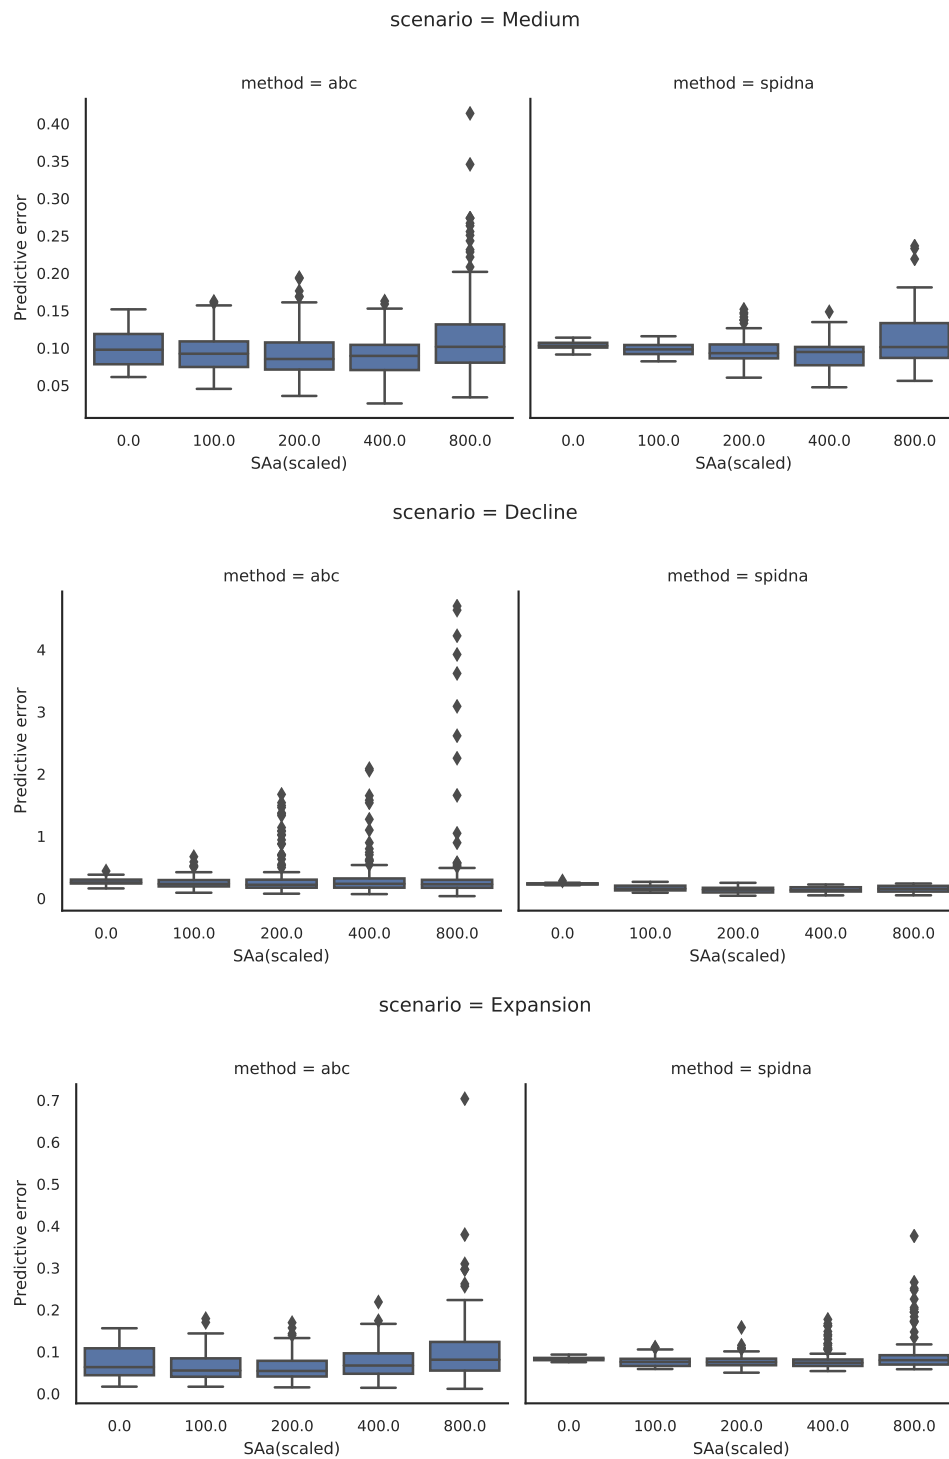 scenario = Medium
method = abc
method = spidna
Predictive error
0.40
0.35
0.30
0.25
0.20
0.15
0.10
0.05
0.0 100.0 200.0 400.0 800.0
0.0 100.0 200.0 400.0 800.0
SAa(scaled)
SAa(scaled)
scenario = Decline
method = abc
method = spidna
Predictive error
4
3
2
1
0
0.0 100.0 200.0 400.0 800.0
0.0 100.0 200.0 400.0 800.0
SAa(scaled)
SAa(scaled)
scenario = Expansion
method = abc
method = spidna
Predictive error
0.7
0.6
0.5
0.4
0.3
0.2
0.1
0.0
0.0 100.0 200.0 400.0 800.0
0.0 100.0 200.0 400.0 800.0
SAa(scaled)
SAa(scaled)